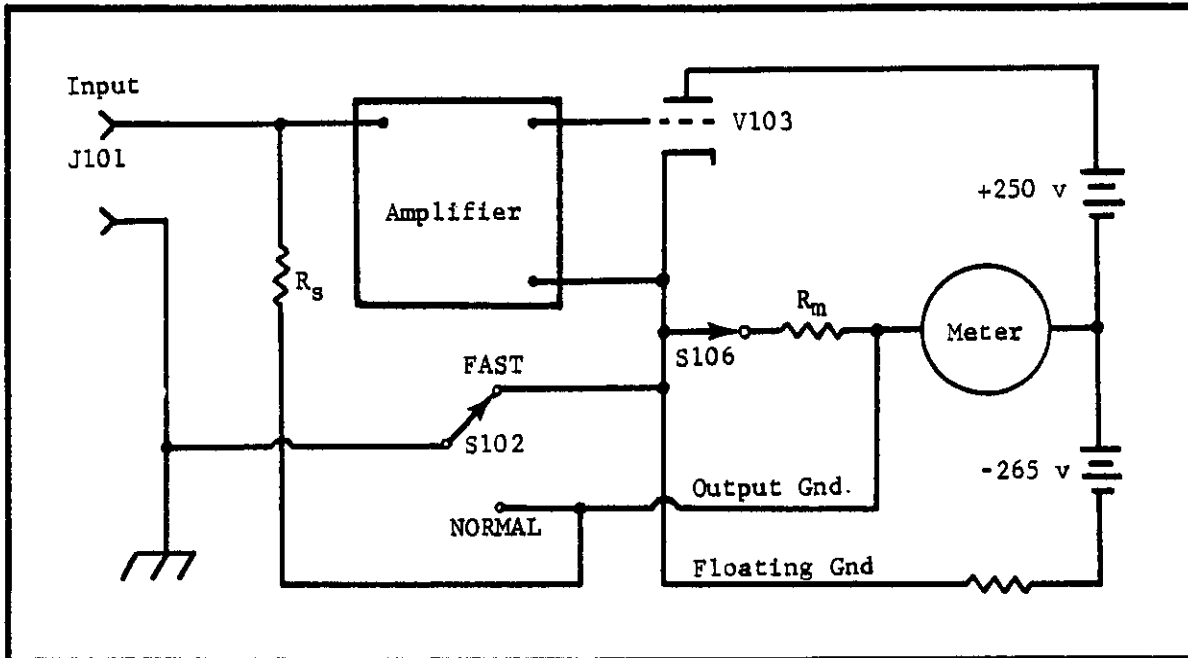 Input
J101
Amplifier
V103
+250 v
Rs
Rm
Meter
S106
FAST
S102
-265 v
Output Gnd.
NORMAL
Floating Gnd